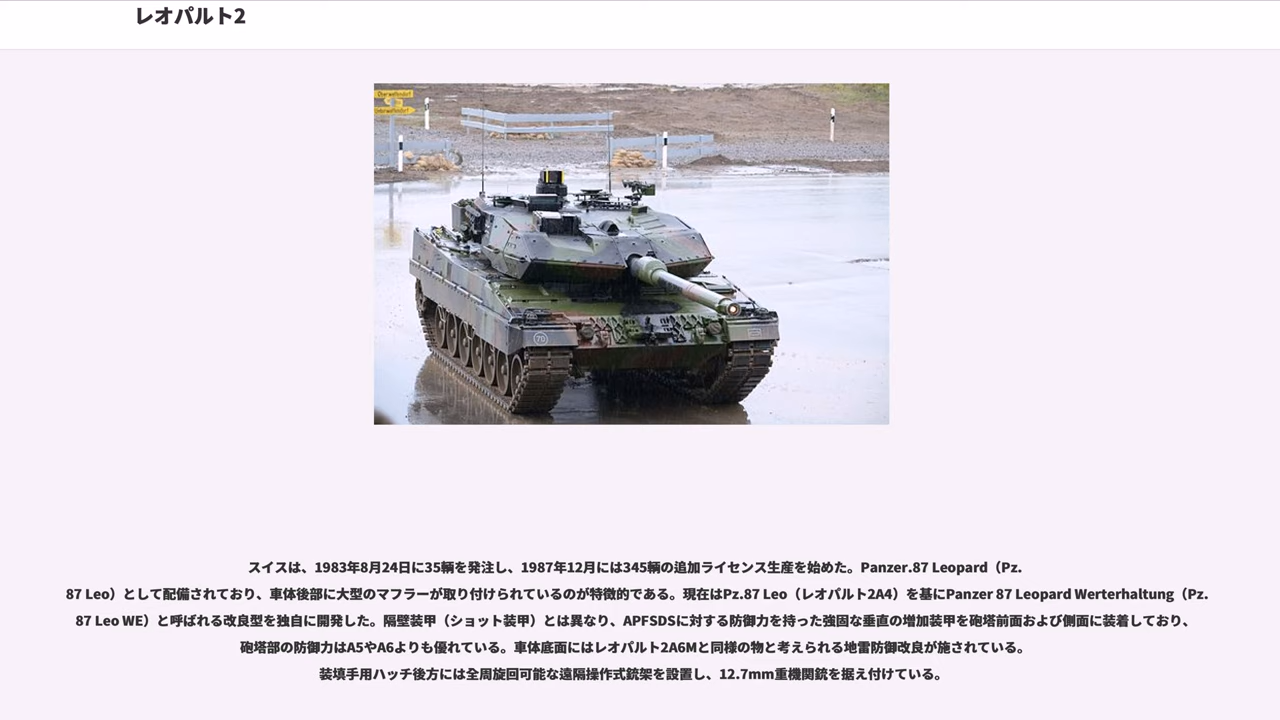 レオパルト2
Oberwetlendorf
Unterwetlendorf
70
スイスは、1983年8月24日に35輌を発注し、1987年12月には345輌の追加ライセンス生産を始めた。Panzer.87 Leopard（Pz.
87 Leo）として配備されており、車体後部に大型のマフラーが取り付けられているのが特徴的である。現在はPz.87 Leo（レオパルト2A4）を基にPanzer 87 Leopard Werterhaltung（Pz.
87 Leo WE）と呼ばれる改良型を独自に開発した。隔壁装甲（ショット装甲）とは異なり、APFSDSに対する防御力を持った強固な垂直の増加装甲を砲塔前面および側面に装着しており、
砲塔部の防御力はA5やA6よりも優れている。車体底面にはレオパルト2A6Mと同様の物と考えられる地雷防御改良が施されている。
装填手用ハッチ後方には全周旋回可能な遠隔操作式銃架を設置し、12.7mm重機関銃を据え付けている。